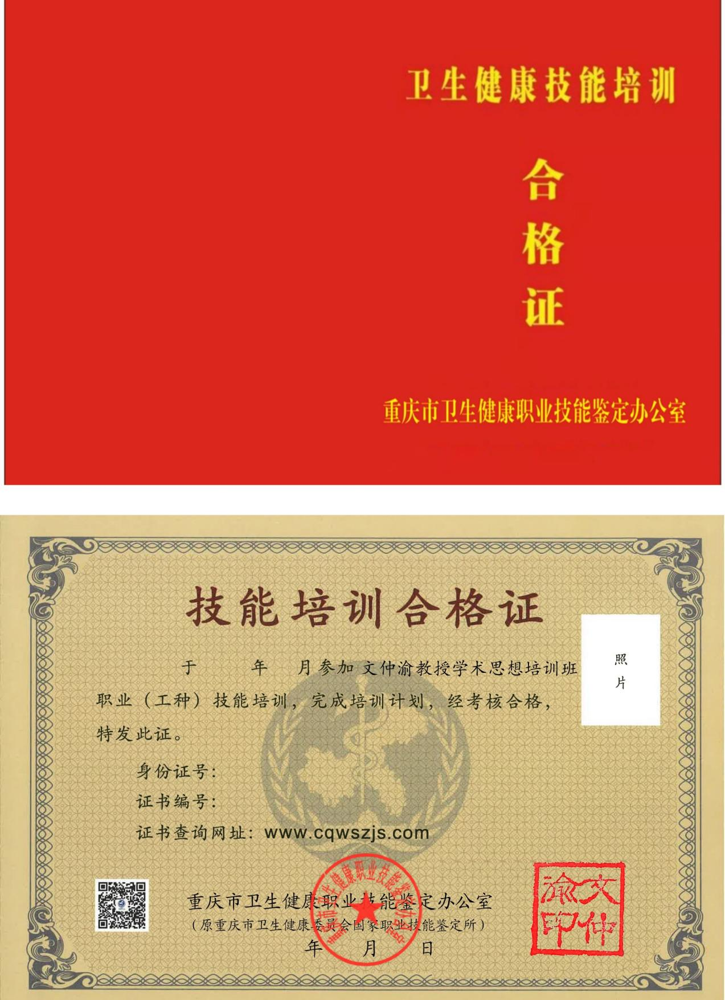 卫生健康技能培训
合
格
证
重庆市卫生健康职业技能鉴定办公室
技能培训合格证
于 年 月参加 文仲渝教授学术思想培训班
职业（工种）技能培训，完成培训计划，经考核合格，
特发此证。
照
片
身份证号：
证书编号：
证书查询网址：www.cqwszjs.com
重庆市卫生健康职业技能鉴定办公室
（原重庆市卫生健康委员会国家职业技能鉴定所）
年 月 日
重庆市卫生健康职业技能鉴定办公室
文仲渝印